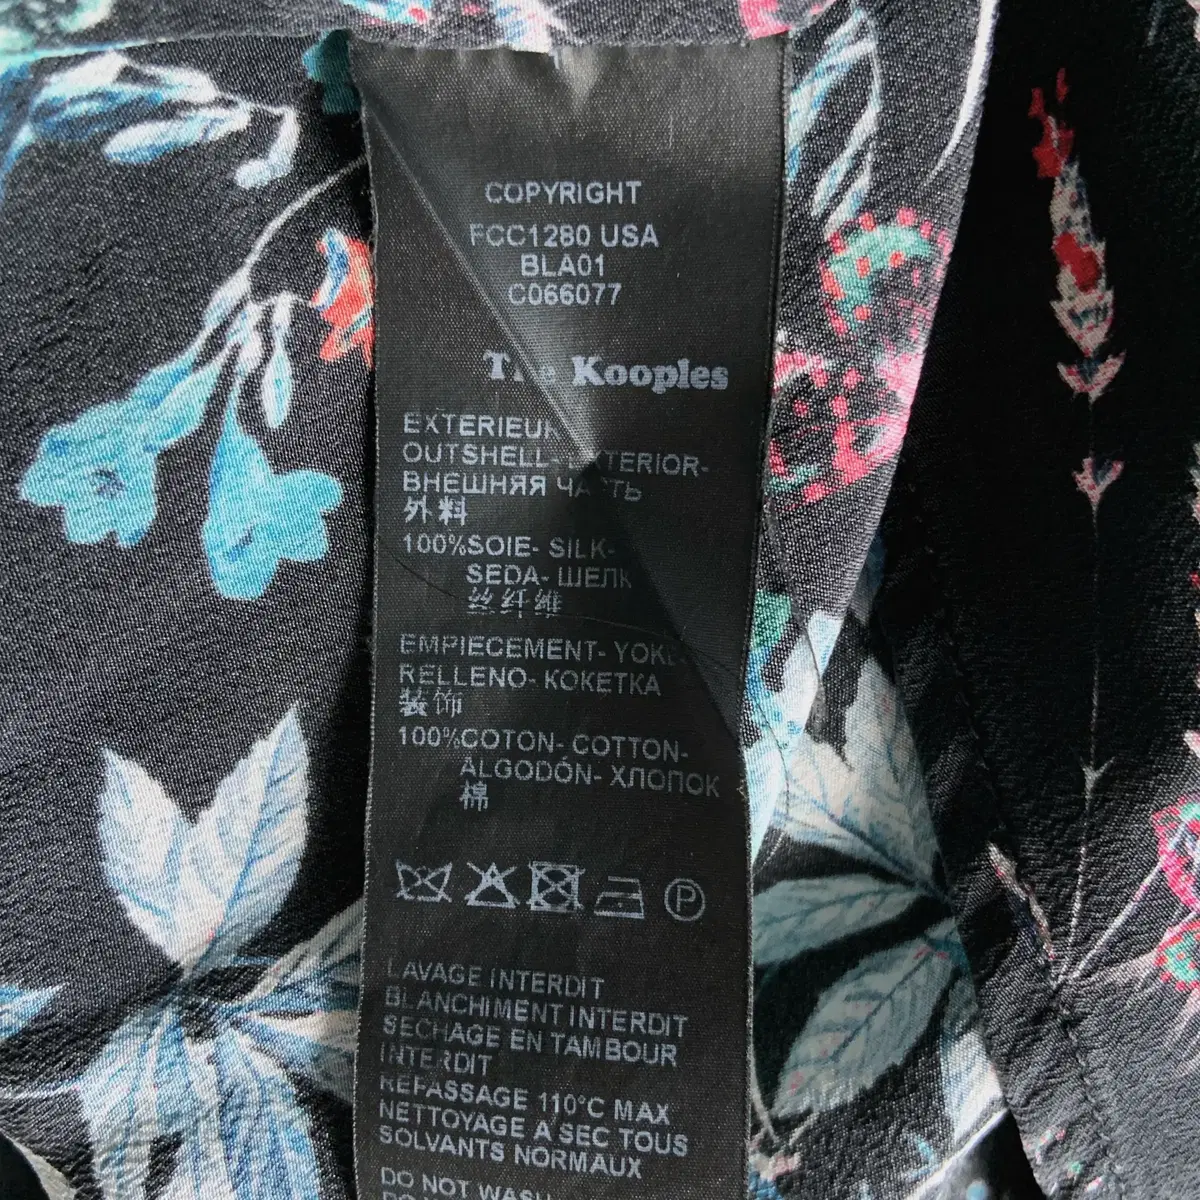 COPYRIGHT
FCC1280 USA
BLA01
C066077
The Kooples
EXTERIEUR
OUTSHELL- EXTERIOR-
ВНЕШНЯЯ ЧАСТЬ
外料
100%SOIE- SILK-
SEDA- ШЕЛК
丝纤维
EMPIECEMENT- YOKE-
RELLENO- КОКЕТКА
装饰
100%COTON- COTTON-
ALGODÓN- ХЛОПОК
棉
P
LAVAGE INTERDIT
BLANCHIMENT INTERDIT
SECHAGE EN TAMBOUR
INTERDIT
REPASSAGE 110°C MAX
NETTOYAGE A SEC TOUS
SOLVANTS NORMAUX
DO NOT WASH